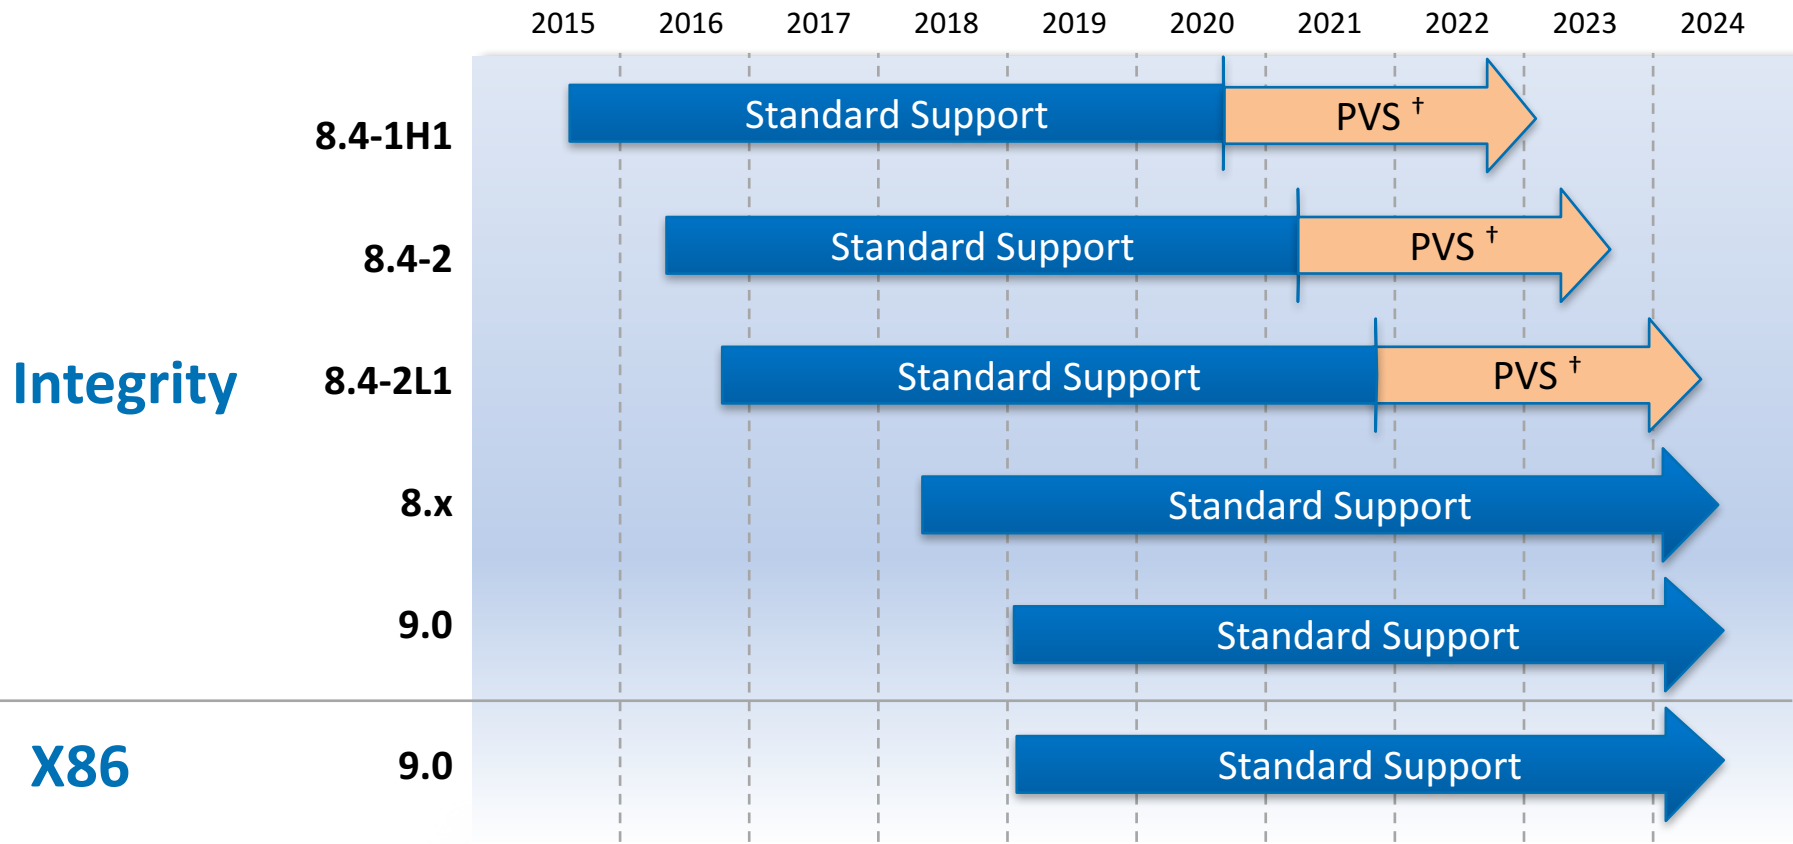 2015 2016 2017 2018 2019 2020 2021 2022 2023 2024
8.4-1H1 Standard Support PVS †
8.4-2 Standard Support PVS †
Integrity 8.4-2L1 Standard Support PVS †
8.x Standard Support
9.0 Standard Support
X86 9.0 Standard Support